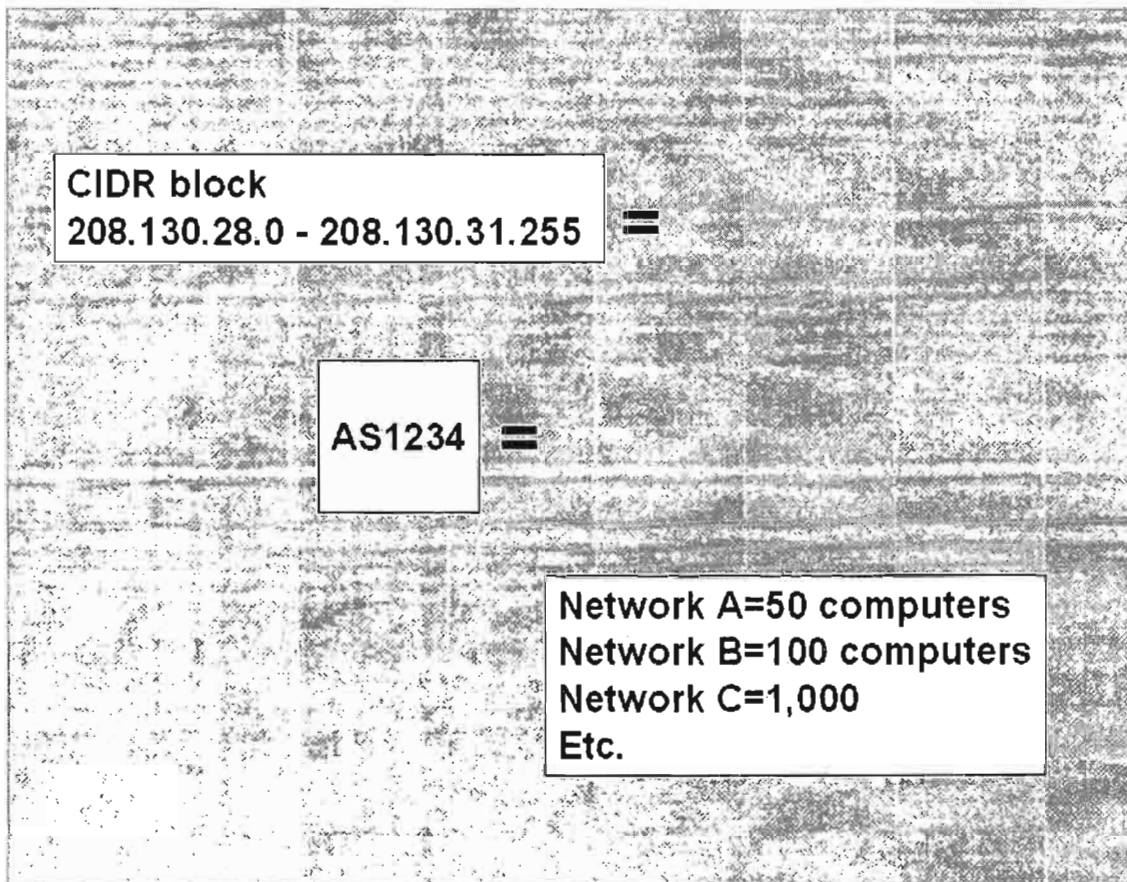 CIDR block
208.130.28.0 - 208.130.31.255 =
AS1234 =
Network A=50 computers
Network B=100 computers
Network C=1,000
Etc.